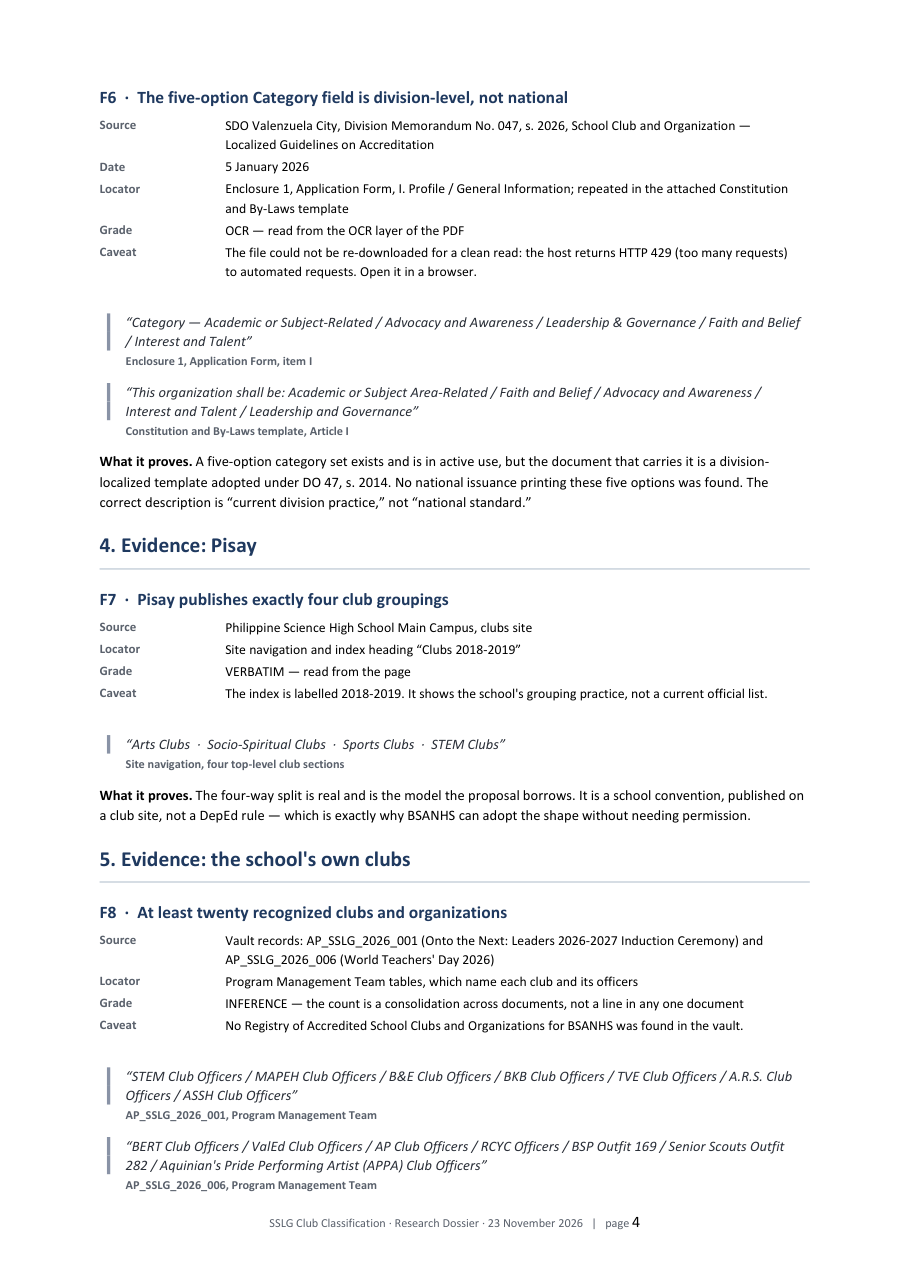 F6 · The five-option Category field is division-level, not national
Source SDO Valenzuela City, Division Memorandum No. 047, s. 2026, School Club and Organization —
Localized Guidelines on Accreditation
Date 5 January 2026
Locator Enclosure 1, Application Form, I. Profile / General Information; repeated in the attached Constitution
and By-Laws template
Grade OCR — read from the OCR layer of the PDF
Caveat The file could not be re-downloaded for a clean read: the host returns HTTP 429 (too many requests)
to automated requests. Open it in a browser.
“Category — Academic or Subject-Related / Advocacy and Awareness / Leadership & Governance / Faith and Belief
/ Interest and Talent”
Enclosure 1, Application Form, item I
“This organization shall be: Academic or Subject Area-Related / Faith and Belief / Advocacy and Awareness /
Interest and Talent / Leadership and Governance”
Constitution and By-Laws template, Article I
What it proves. A five-option category set exists and is in active use, but the document that carries it is a division-
localized template adopted under DO 47, s. 2014. No national issuance printing these five options was found. The
correct description is “current division practice,” not “national standard.”
4. Evidence: Pisay
F7 · Pisay publishes exactly four club groupings
Source Philippine Science High School Main Campus, clubs site
Locator Site navigation and index heading “Clubs 2018-2019”
Grade VERBATIM — read from the page
Caveat The index is labelled 2018-2019. It shows the school's grouping practice, not a current official list.
“Arts Clubs · Socio-Spiritual Clubs · Sports Clubs · STEM Clubs”
Site navigation, four top-level club sections
What it proves. The four-way split is real and is the model the proposal borrows. It is a school convention, published on
a club site, not a DepEd rule — which is exactly why BSANHS can adopt the shape without needing permission.
5. Evidence: the school's own clubs
F8 · At least twenty recognized clubs and organizations
Source Vault records: AP_SSLG_2026_001 (Onto the Next: Leaders 2026-2027 Induction Ceremony) and
AP_SSLG_2026_006 (World Teachers' Day 2026)
Locator Program Management Team tables, which name each club and its officers
Grade INFERENCE — the count is a consolidation across documents, not a line in any one document
Caveat No Registry of Accredited School Clubs and Organizations for BSANHS was found in the vault.
“STEM Club Officers / MAPEH Club Officers / B&E Club Officers / BKB Club Officers / TVE Club Officers / A.R.S. Club
Officers / ASSH Club Officers”
AP_SSLG_2026_001, Program Management Team
“BERT Club Officers / ValEd Club Officers / AP Club Officers / RCYC Officers / BSP Outfit 169 / Senior Scouts Outfit
282 / Aquinian's Pride Performing Artist (APPA) Club Officers”
AP_SSLG_2026_006, Program Management Team
SSLG Club Classification · Research Dossier · 23 November 2026 | page 4